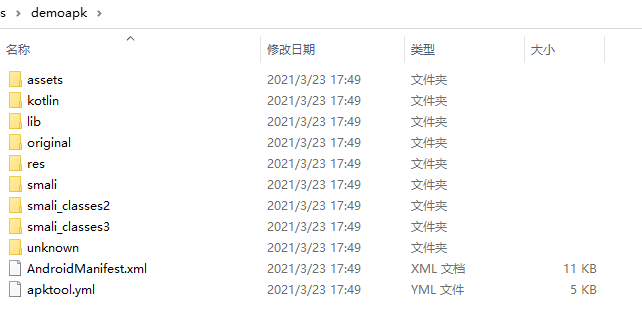 s › demoapk ›
名称 修改日期 类型 大小
assets 2021/3/23 17:49 文件夹
kotlin 2021/3/23 17:49 文件夹
lib 2021/3/23 17:49 文件夹
original 2021/3/23 17:49 文件夹
res 2021/3/23 17:49 文件夹
smali 2021/3/23 17:49 文件夹
smali_classes2 2021/3/23 17:49 文件夹
smali_classes3 2021/3/23 17:49 文件夹
unknown 2021/3/23 17:49 文件夹
AndroidManifest.xml 2021/3/23 17:49 XML 文档 11 KB
apktool.yml 2021/3/23 17:49 YML 文件 5 KB